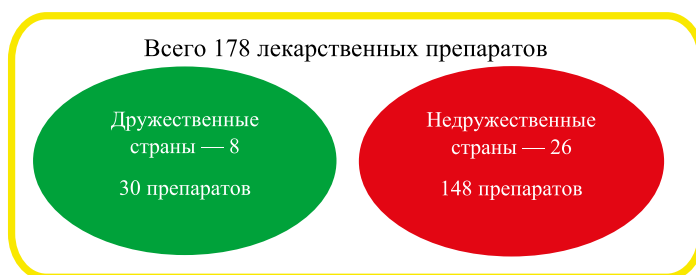 Всего 178 лекарственных препаратов
Дружественные
страны — 8
30 препаратов
Недружественные
страны — 26
148 препаратов